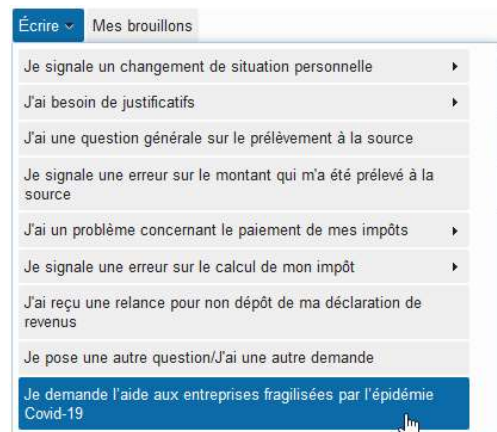 Écrire Mes brouillons
Je signale un changement de situation personnelle
J'ai besoin de justificatifs
J'ai une question générale sur le prélèvement à la source
Je signale une erreur sur le montant qui m'a été prélevé à la
source
J'ai un problème concernant le paiement de mes impôts
Je signale une erreur sur le calcul de mon impôt
J'ai reçu une relance pour non dépôt de ma déclaration de
revenus
Je pose une autre question/J'ai une autre demande
Je demande l'aide aux entreprises fragilisées par l'épidémie
Covid-19